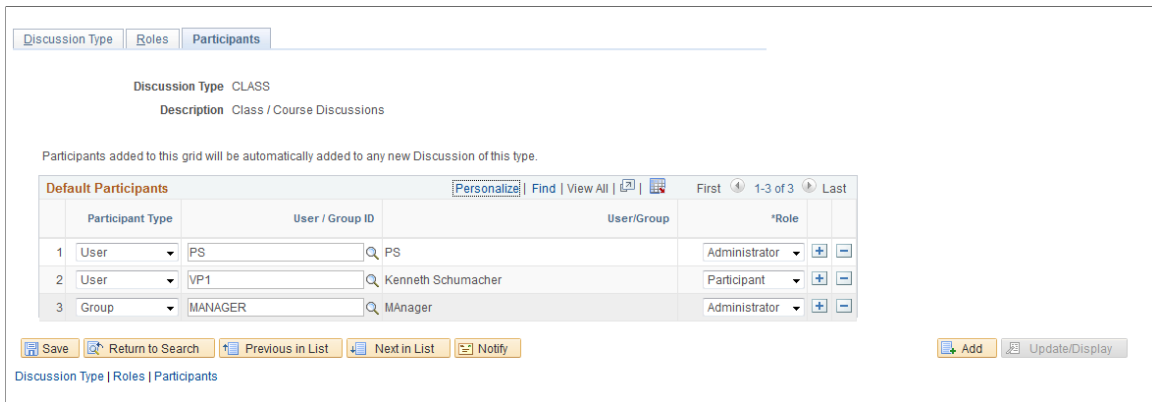 Discussion Type Roles Participants
Discussion Type CLASS
Description Class / Course Discussions
Participants added to this grid will be automatically added to any new Discussion of this type.
Default Participants Personalize | Find | View All | | First 1-3 of 3 Last
Participant Type User / Group ID User/Group *Role
1 User PS PS Administrator
2 User VP1 Kenneth Schumacher Participant
3 Group MANAGER MAnager Administrator
Save Return to Search Previous in List Next in List Notify Add Update/Display
Discussion Type | Roles | Participants